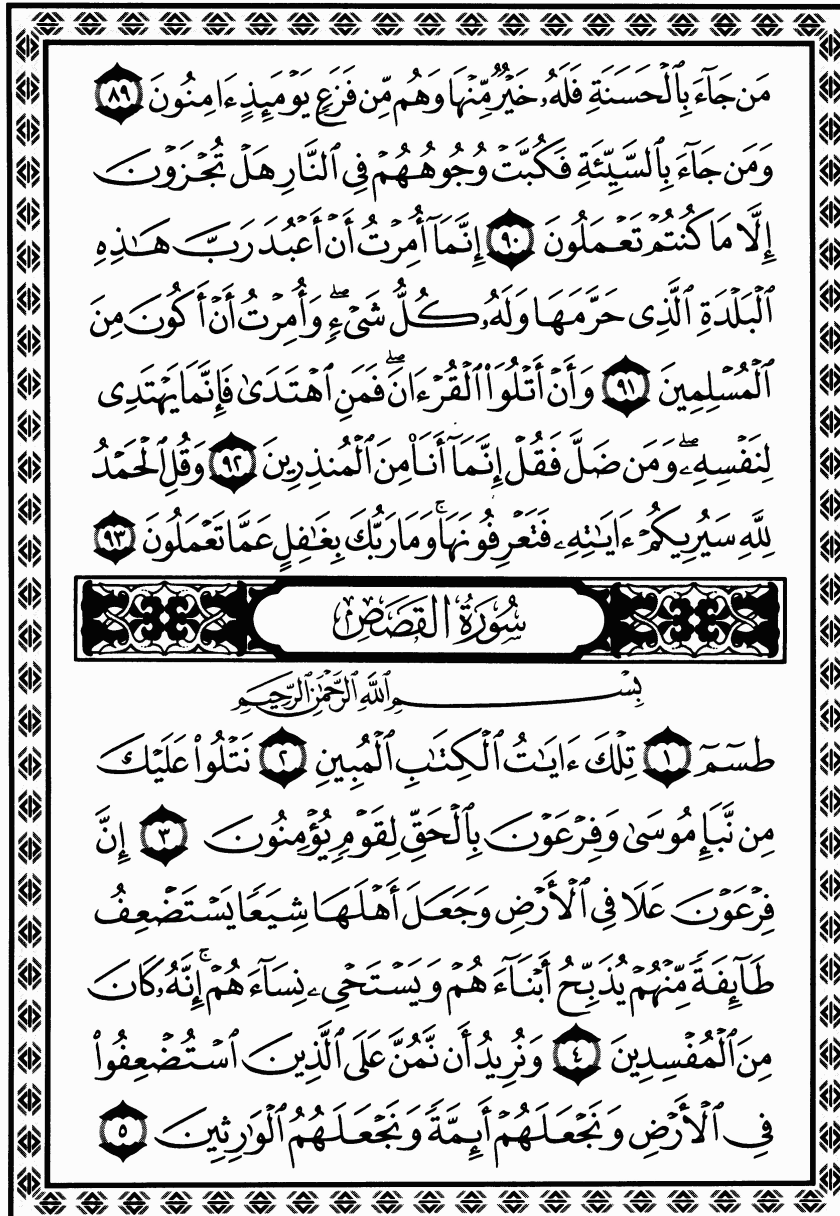 مَن جَآءَ بِٱلْحَسَنَةِ فَلَهُۥ خَيْرٌ مِّنْهَا وَهُم مِّن فَزَعٍ يَوْمَئِذٍ ءَامِنُونَ ٨٩
وَمَن جَآءَ بِٱلسَّيِّئَةِ فَكُبَّتْ وُجُوهُهُمْ فِى ٱلنَّارِ هَلْ تُجْزَوْنَ
إِلَّا مَا كُنتُمْ تَعْمَلُونَ ٩٠ إِنَّمَآ أُمِرْتُ أَنْ أَعْبُدَ رَبَّ هَٰذِهِ
ٱلْبَلْدَةِ ٱلَّذِى حَرَّمَهَا وَلَهُۥ كُلُّ شَىْءٍۖ وَأُمِرْتُ أَنْ أَكُونَ مِنَ
ٱلْمُسْلِمِينَ ٩١ وَأَنْ أَتْلُوَا۟ ٱلْقُرْءَانَۖ فَمَنِ ٱهْتَدَىٰ فَإِنَّمَا يَهْتَدِى
لِنَفْسِهِۦۖ وَمَن ضَلَّ فَقُلْ إِنَّمَآ أَنَا۠ مِنَ ٱلْمُنذِرِينَ ٩٢ وَقُلِ ٱلْحَمْدُ
لِلَّهِ سَيُرِيكُمْ ءَايَٰتِهِۦ فَتَعْرِفُونَهَاۚ وَمَا رَبُّكَ بِغَٰفِلٍ عَمَّا تَعْمَلُونَ ٩٣
سُورَةُ القَصَصِ
بِسْمِ ٱللَّهِ ٱلرَّحْمَٰنِ ٱلرَّحِيمِ
طسٓمٓ ١ تِلْكَ ءَايَٰتُ ٱلْكِتَٰبِ ٱلْمُبِينِ ٢ نَتْلُوا۟ عَلَيْكَ
مِن نَّبَإِ مُوسَىٰ وَفِرْعَوْنَ بِٱلْحَقِّ لِقَوْمٍ يُؤْمِنُونَ ٣ إِنَّ
فِرْعَوْنَ عَلَا فِى ٱلْأَرْضِ وَجَعَلَ أَهْلَهَا شِيَعًا يَسْتَضْعِفُ
طَآئِفَةً مِّنْهُمْ يُذَبِّحُ أَبْنَآءَهُمْ وَيَسْتَحْىِۦ نِسَآءَهُمْۚ إِنَّهُۥ كَانَ
مِنَ ٱلْمُفْسِدِينَ ٤ وَنُرِيدُ أَن نَّمُنَّ عَلَى ٱلَّذِينَ ٱسْتُضْعِفُوا۟
فِى ٱلْأَرْضِ وَنَجْعَلَهُمْ أَئِمَّةً وَنَجْعَلَهُمُ ٱلْوَٰرِثِينَ ٥